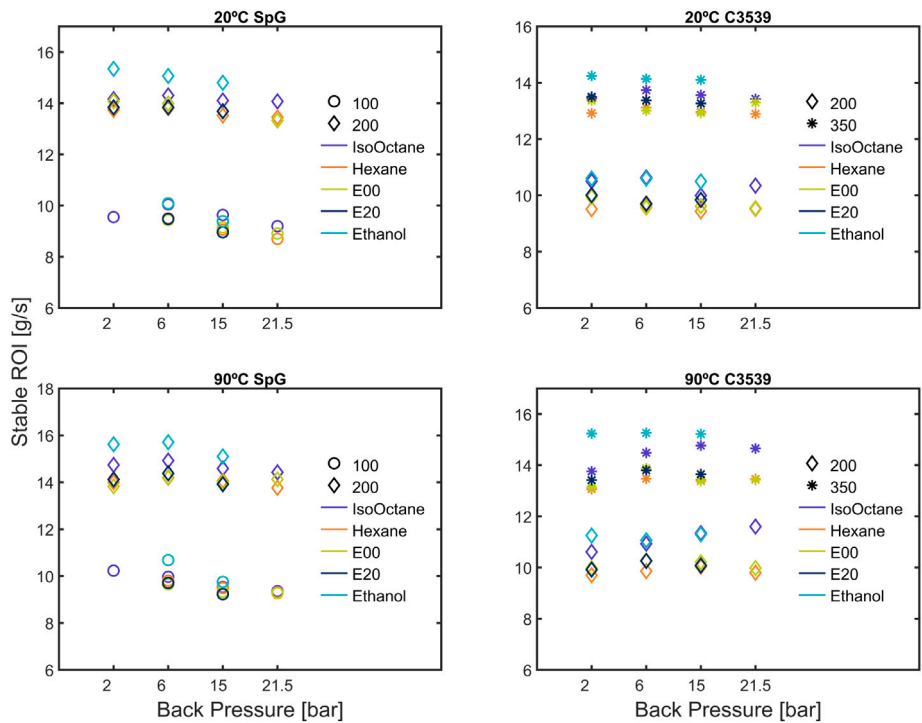 20ºC SpG
16
14
12
10
8
6
2
6
15
21.5
100
200
IsoOctane
Hexane
E00
E20
Ethanol
20ºC C3539
16
14
12
10
8
6
2
6
15
21.5
200
350
IsoOctane
Hexane
E00
E20
Ethanol
Stable ROI [g/s]
90ºC SpG
18
16
14
12
10
8
6
2
6
15
21.5
100
200
IsoOctane
Hexane
E00
E20
Ethanol
Back Pressure [bar]
90ºC C3539
16
14
12
10
8
6
2
6
15
21.5
200
350
IsoOctane
Hexane
E00
E20
Ethanol
Back Pressure [bar]